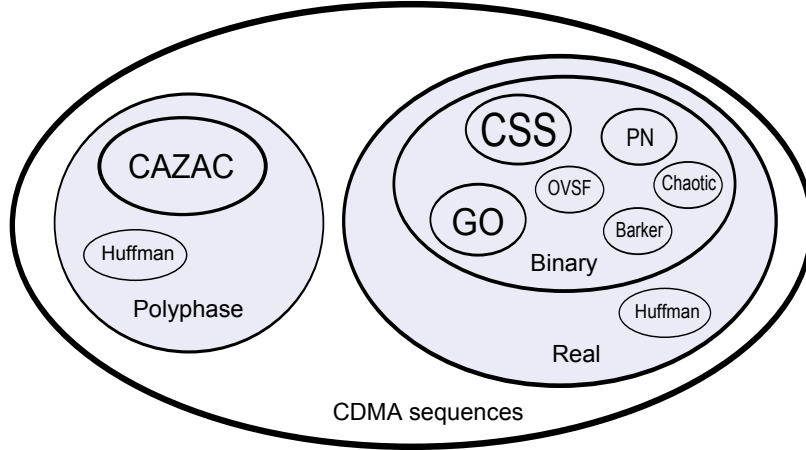 CAZAC
Huffman
Polyphase
CSS
PN
OVSF
Chaotic
GO
Barker
Binary
Huffman
Real
CDMA sequences